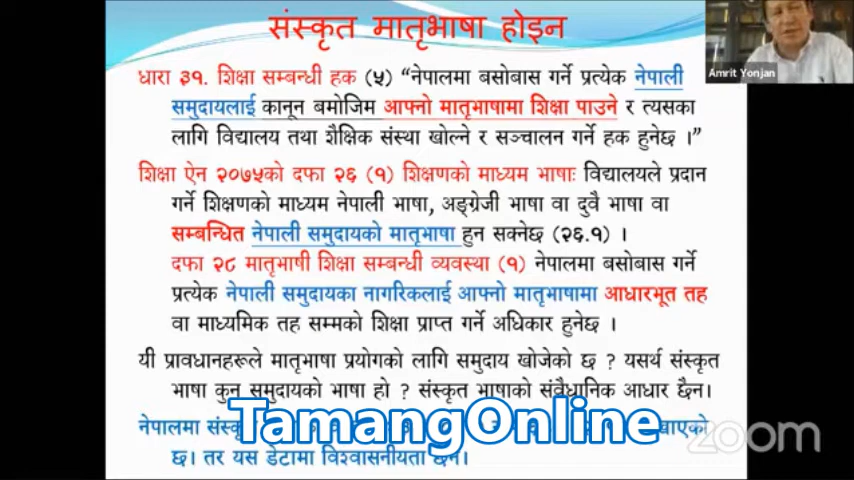 संस्कृत मातृभाषा होइन
Amrit Yonjan
धारा ३१. शिक्षा सम्बन्धी हक (५) “नेपालमा बसोबास गर्ने प्रत्येक नेपाली
समुदायलाई कानून बमोजिम आफ्नो मातृभाषामा शिक्षा पाउने र त्यसका
लागि विद्यालय तथा शैक्षिक संस्था खोल्ने र सञ्चालन गर्ने हक हुनेछ ।”
शिक्षा ऐन २०७५को दफा २६ (१) शिक्षणको माध्यम भाषाः विद्यालयले प्रदान
गर्ने शिक्षणको माध्यम नेपाली भाषा, अङ्ग्रेजी भाषा वा दुवै भाषा वा
सम्बन्धित नेपाली समुदायको मातृभाषा हुन सक्नेछ (२६.१) ।
दफा २८ मातृभाषी शिक्षा सम्बन्धी व्यवस्था (१) नेपालमा बसोबास गर्ने
प्रत्येक नेपाली समुदायका नागरिकलाई आफ्नो मातृभाषामा आधारभूत तह
वा माध्यमिक तह सम्मको शिक्षा प्राप्त गर्ने अधिकार हुनेछ ।
यी प्रावधानहरूले मातृभाषा प्रयोगको लागि समुदाय खोजेको छ ? यसर्थ संस्कृत
भाषा कुन समुदायको भाषा हो ? संस्कृत भाषाको संवैधानिक आधार छैन।
नेपालमा
TamangOnline
zoom
छ। तर यस डेटामा विश्वासनीयता छैन।